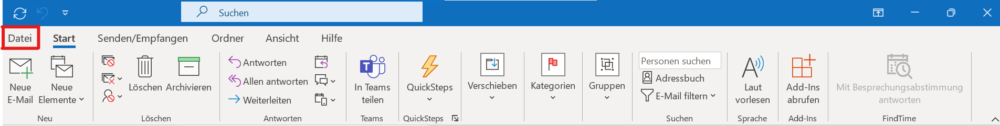 Suchen
Datei Start Senden/Empfangen Ordner Ansicht Hilfe
Neue
E-Mail
Neue
Elemente
Neu
Löschen
Archivieren
Löschen
Antworten
Allen antworten
Weiterleiten
Antworten
In Teams
teilen
Teams
QuickSteps
QuickSteps
Verschieben
Kategorien
Gruppen
Personen suchen
Adressbuch
E-Mail filtern
Suchen
Laut
vorlesen
Sprache
Add-Ins
abrufen
Add-Ins
Mit Besprechungsabstimmung
antworten
FindTime